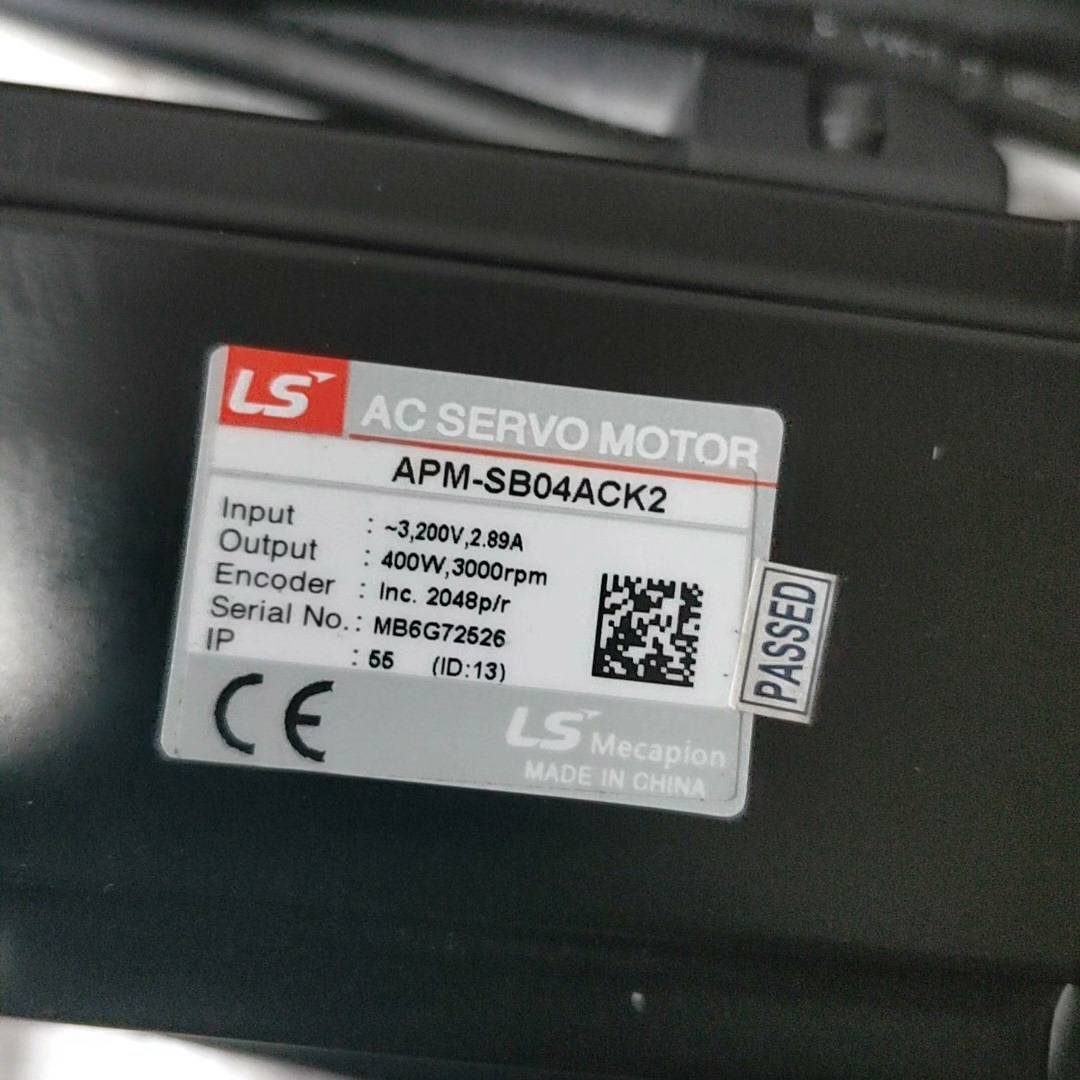 LS
AC SERVO MOTOR
APM-SB04ACK2
Input : ~3,200V,2.89A
Output : 400W,3000rpm
Encoder : Inc. 2048p/r
Serial No. : MB6G72526
IP : 55 (ID:13)
PASSED
CE
LS Mecapion
MADE IN CHINA